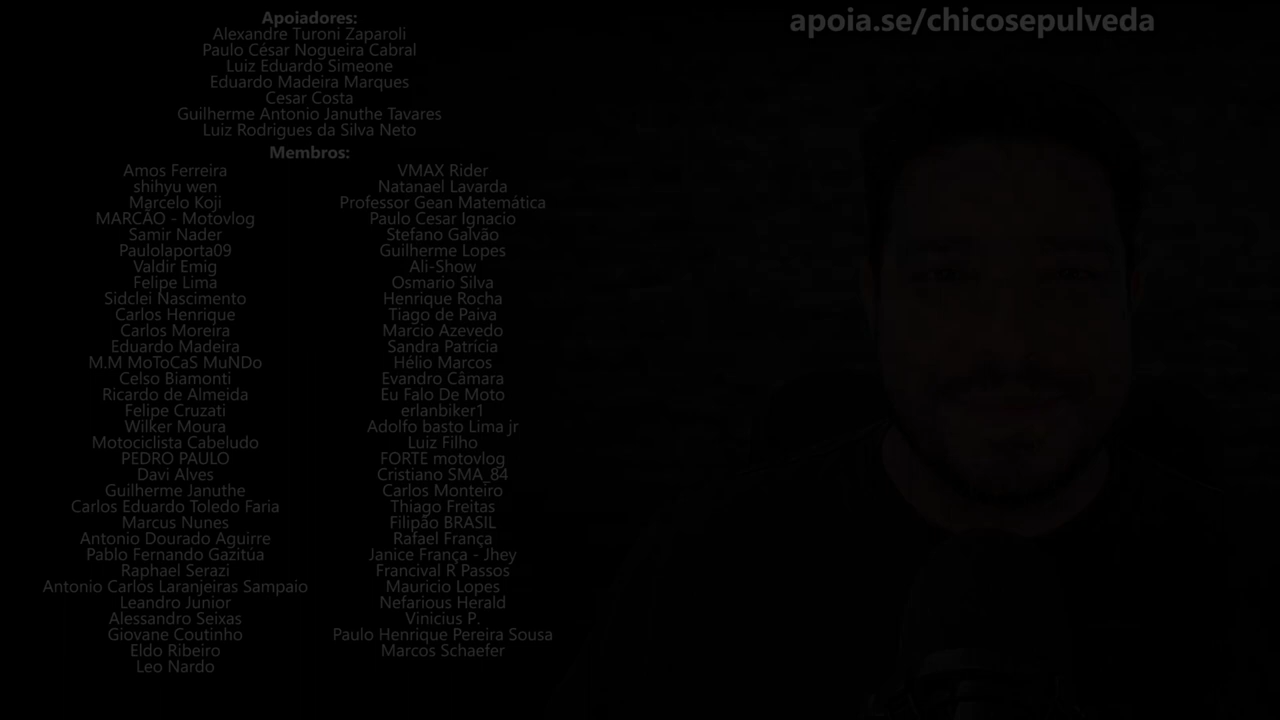 Apoiadores:
Alexandre Turoni Zaparoli
Paulo César Nogueira Cabral
Luiz Eduardo Simeone
Eduardo Madeira Marques
Cesar Costa
Guilherme Antonio Januthe Tavares
Luiz Rodrigues da Silva Neto
Membros:
Amos Ferreira
shihyu wen
Marcelo Koji
MARCÃO - Motovlog
Samir Nader
Paulolaporta09
Valdir Emig
Felipe Lima
Sidclei Nascimento
Carlos Henrique
Carlos Moreira
Eduardo Madeira
M.M MoToCaS MuNDo
Celso Biamonti
Ricardo de Almeida
Felipe Cruzati
Wilker Moura
Motociclista Cabeludo
PEDRO PAULO
Davi Alves
Guilherme Januthe
Carlos Eduardo Toledo Faria
Marcus Nunes
Antonio Dourado Aguirre
Pablo Fernando Gazitúa
Raphael Serazi
Antonio Carlos Laranjeiras Sampaio
Leandro Junior
Alessandro Seixas
Giovane Coutinho
Eldo Ribeiro
Leo Nardo
VMAX Rider
Natanael Lavarda
Professor Gean Matemática
Paulo Cesar Ignacio
Stefano Galvão
Guilherme Lopes
Ali-Show
Osmario Silva
Henrique Rocha
Tiago de Paiva
Marcio Azevedo
Sandra Patricia
Hélio Marcos
Evandro Câmara
Eu Falo De Moto
erlanbiker1
Adolfo basto Lima jr
Luiz Filho
FORTE motovlog
Cristiano SMA_84
Carlos Monteiro
Thiago Freitas
Filipão BRASIL
Rafael França
Janice França - Jhey
Francival R Passos
Mauricio Lopes
Nefarious Herald
Vinicius P.
Paulo Henrique Pereira Sousa
Marcos Schaefer
apoia.se/chicosepulveda